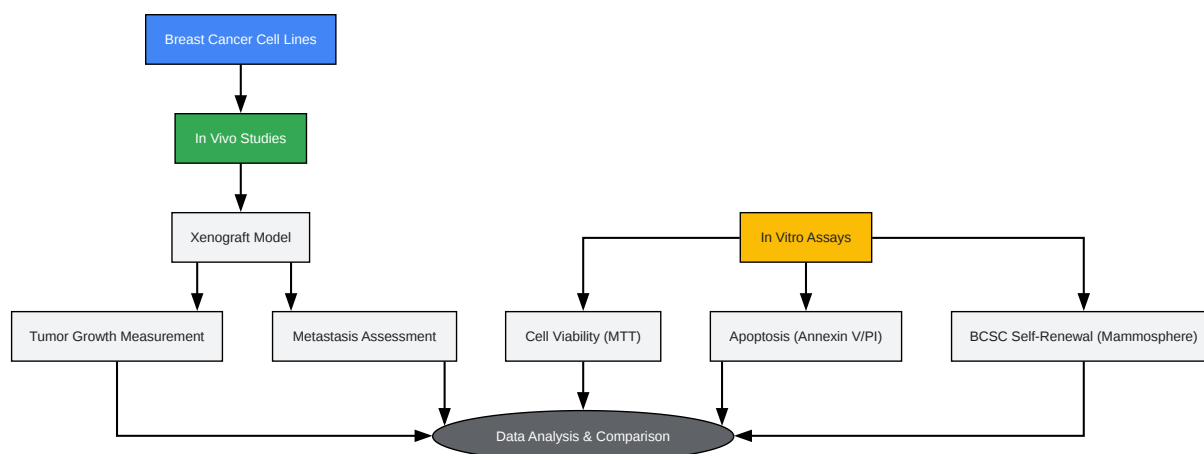 Breast Cancer Cell Lines
In Vivo Studies
Xenograft Model
In Vitro Assays
Tumor Growth Measurement
Metastasis Assessment
Cell Viability (MTT)
Apoptosis (Annexin V/PI)
BCSC Self-Renewal (Mammosphere)
Data Analysis & Comparison